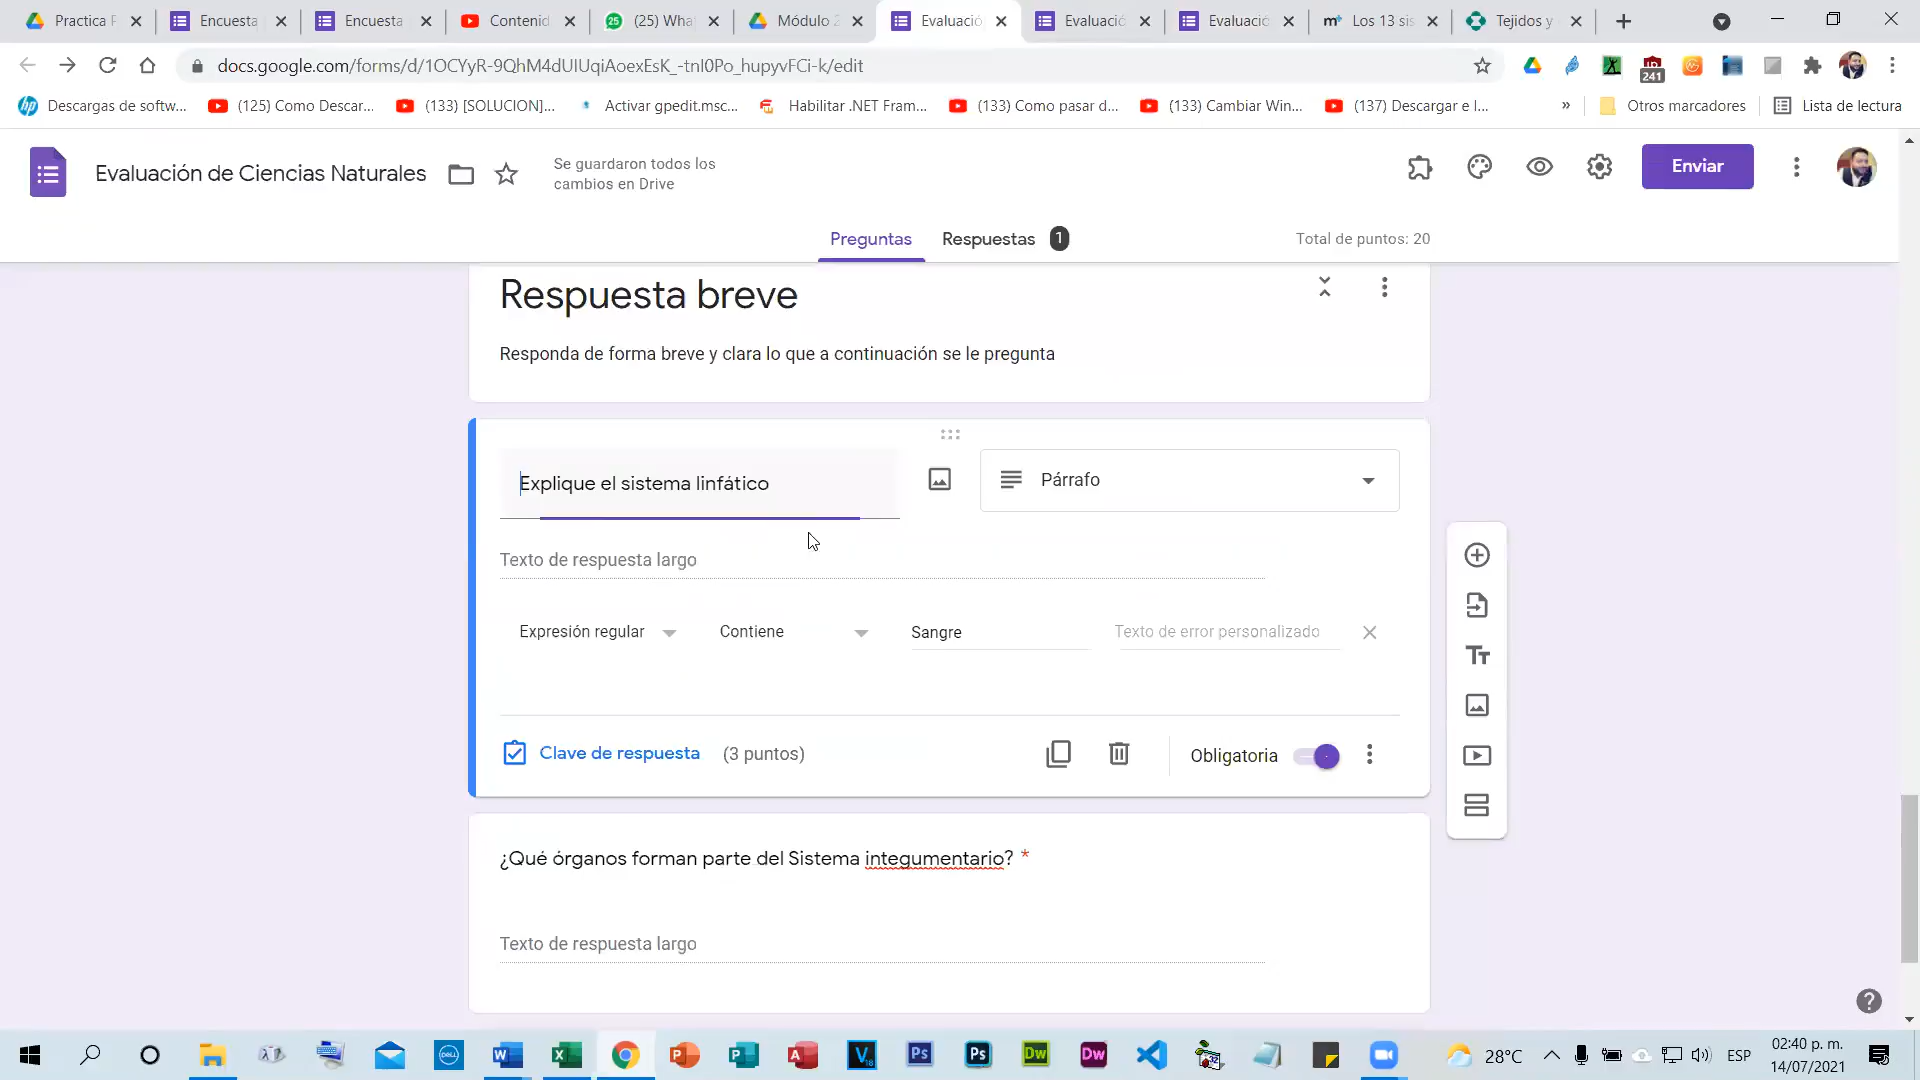 Practica P
Encuesta
Encuesta
Contenid
(25) Wha
Módulo 2
Evaluació
Evaluació
Evaluació
Los 13 sis
Tejidos y
docs.google.com/forms/d/1OCYyR-9QhM4dUIUqiAoexEsK_-tnI0Po_hupyvFCi-k/edit
241
Descargas de softw...
(125) Como Descar...
(133) [SOLUCION]...
Activar gpedit.msc...
Habilitar .NET Fram...
(133) Como pasar d...
(133) Cambiar Win...
(137) Descargar e I...
»
Otros marcadores
Lista de lectura
Evaluación de Ciencias Naturales
Se guardaron todos los
cambios en Drive
Enviar
Preguntas
Respuestas 1
Total de puntos: 20
Respuesta breve
Responda de forma breve y clara lo que a continuación se le pregunta
Explique el sistema linfático
Párrafo
Texto de respuesta largo
Expresión regular
Contiene
Sangre
Texto de error personalizado
Clave de respuesta (3 puntos)
Obligatoria
¿Qué órganos forman parte del Sistema integumentario? *
Texto de respuesta largo
28°C
ESP
02:40 p. m.
14/07/2021